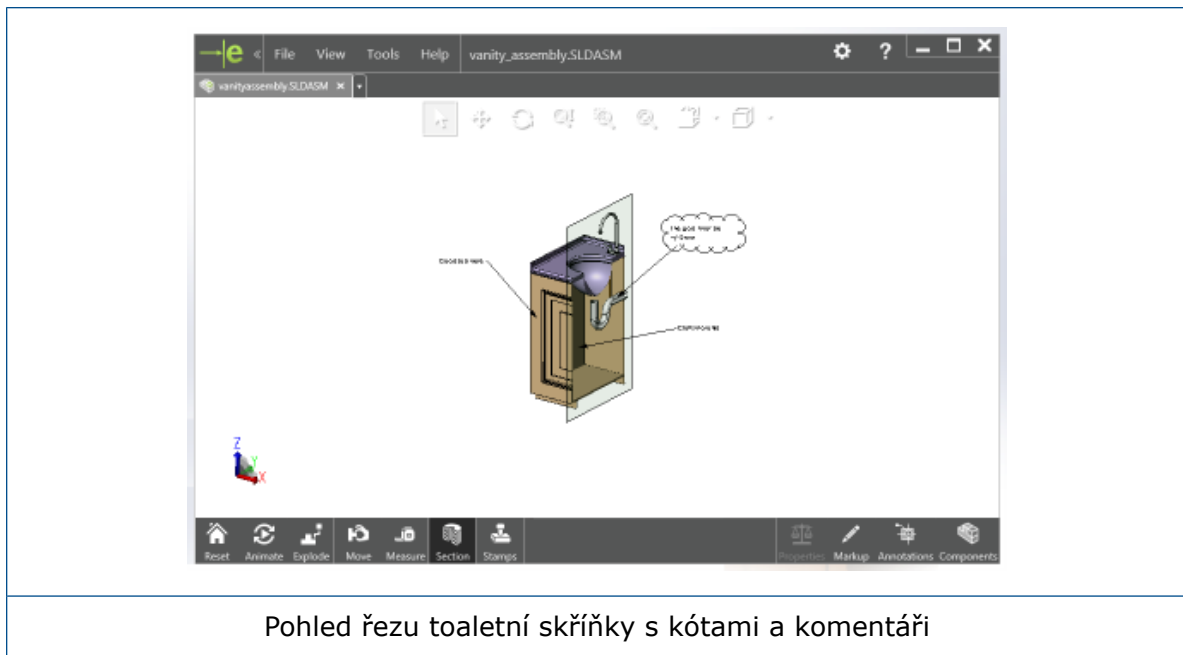 e « File View Tools Help vanity_assembly.SLDASM ?
vanityassembly.SLDASM
Z
Y
X
Reset Animate Explode Move Measure Section Stamps Properties Markup Annotations Components
Pohled řezu toaletní skříňky s kótami a komentáři